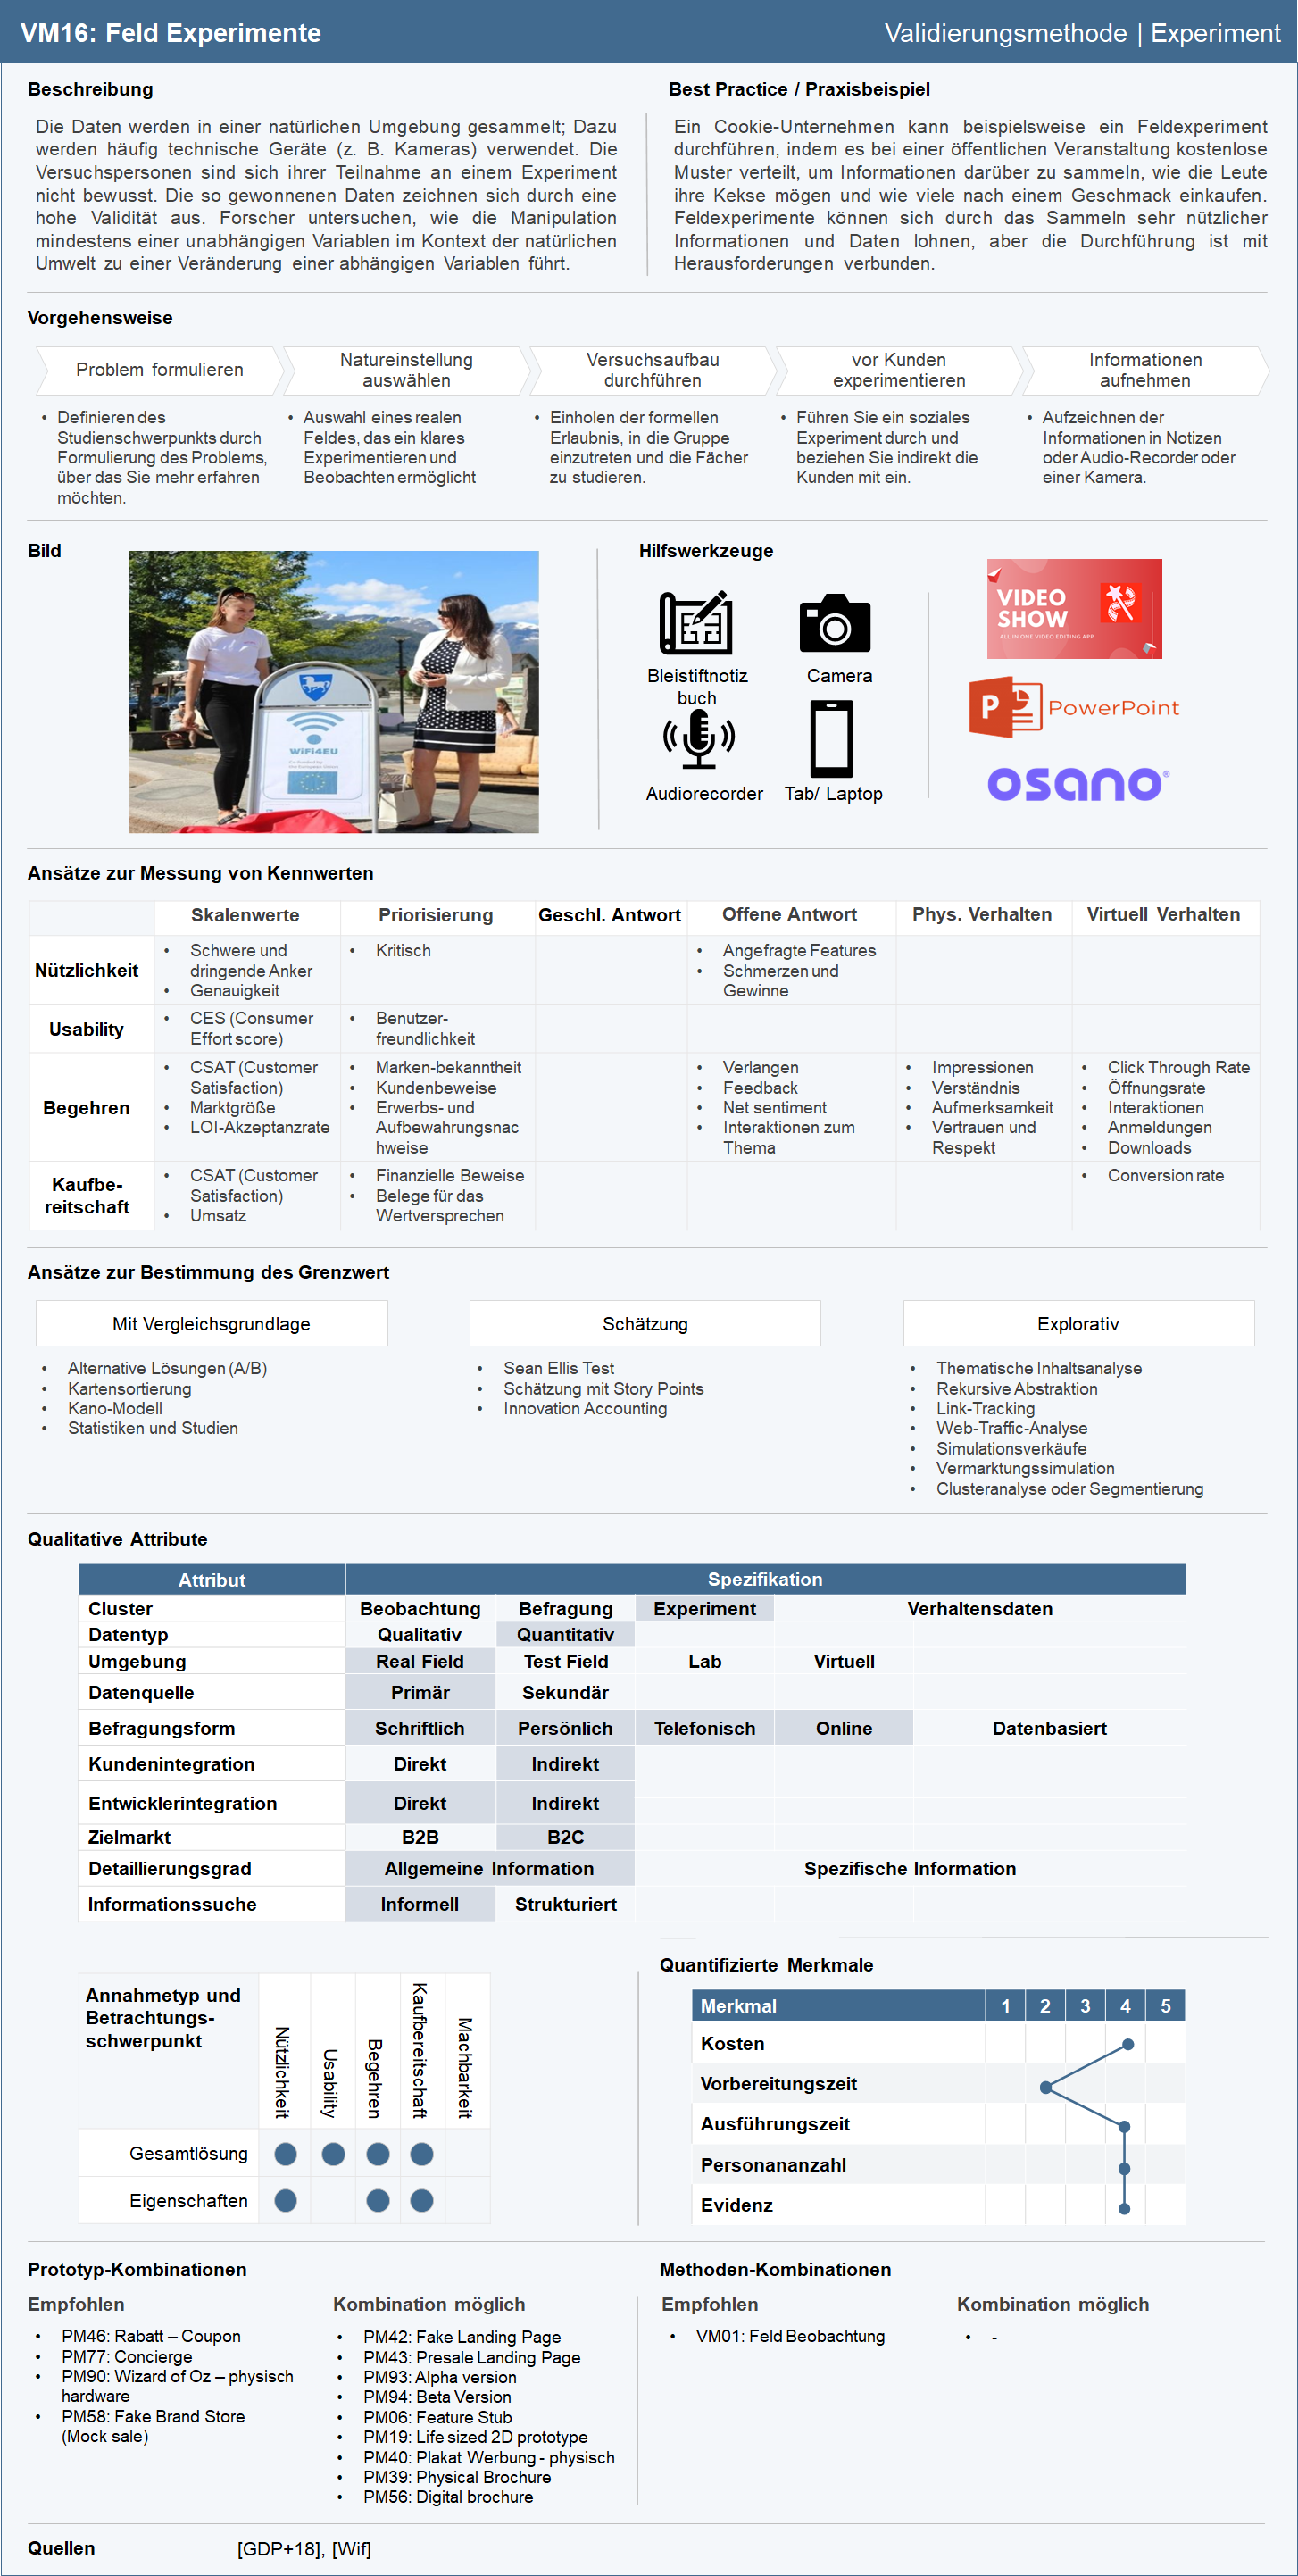 VM16: Feld Experimente
Validierungsmethode | Experiment
Beschreibung
Die Daten werden in einer natürlichen Umgebung gesammelt; Dazu
werden häufig technische Geräte (z. B. Kameras) verwendet. Die
Versuchspersonen sind sich ihrer Teilnahme an einem Experiment
nicht bewusst. Die so gewonnenen Daten zeichnen sich durch eine
hohe Validität aus. Forscher untersuchen, wie die Manipulation
mindestens einer unabhängigen Variablen im Kontext der natürlichen
Umwelt zu einer Veränderung einer abhängigen Variablen führt.
Best Practice / Praxisbeispiel
Ein Cookie-Unternehmen kann beispielsweise ein Feldexperiment
durchführen, indem es bei einer öffentlichen Veranstaltung kostenlose
Muster verteilt, um Informationen darüber zu sammeln, wie die Leute
ihre Kekse mögen und wie viele nach einem Geschmack einkaufen.
Feldexperimente können sich durch das Sammeln sehr nützlicher
Informationen und Daten lohnen, aber die Durchführung ist mit
Herausforderungen verbunden.
Vorgehensweise
Problem formulieren
• Definieren des
Studienschwerpunkts durch
Formulierung des Problems,
über das Sie mehr erfahren
möchten.
Natureinstellung
auswählen
• Auswahl eines realen
Feldes, das ein klares
Experimentieren und
Beobachten ermöglicht
Versuchsaufbau
durchführen
• Einholen der formellen
Erlaubnis, in die Gruppe
einzutreten und die Fächer
zu studieren.
vor Kunden
experimentieren
• Führen Sie ein soziales
Experiment durch und
beziehen Sie indirekt die
Kunden mit ein.
Informationen
aufnehmen
• Aufzeichnen der
Informationen in Notizen
oder Audio-Recorder oder
einer Kamera.
Bild
WiFi4EU
Hilfswerkzeuge
Bleistiftnotiz
buch
Camera
Audiorecorder
Tab/ Laptop
VIDEO
SHOW
ALL IN ONE VIDEO EDITING APP
P PowerPoint
osano®
Ansätze zur Messung von Kennwerten
Skalenwerte Priorisierung Geschl. Antwort Offene Antwort Phys. Verhalten Virtuell Verhalten
Nützlichkeit
• Schwere und
dringende Anker
• Genauigkeit
• Kritisch
• Angefragte Features
• Schmerzen und
Gewinne
Usability
• CES (Consumer
Effort score)
• Benutzer-
freundlichkeit
Begehren
• CSAT (Customer
Satisfaction)
• Marktgröße
• LOI-Akzeptanzrate
• Marken-bekanntheit
• Kundenbeweise
• Erwerbs- und
Aufbewahrungsnac
hweise
• Verlangen
• Feedback
• Net sentiment
• Interaktionen zum
Thema
• Impressionen
• Verständnis
• Aufmerksamkeit
• Vertrauen und
Respekt
• Click Through Rate
• Öffnungsrate
• Interaktionen
• Anmeldungen
• Downloads
Kaufbe-
reitschaft
• CSAT (Customer
Satisfaction)
• Umsatz
• Finanzielle Beweise
• Belege für das
Wertversprechen
• Conversion rate
Ansätze zur Bestimmung des Grenzwert
Mit Vergleichsgrundlage
• Alternative Lösungen (A/B)
• Kartensortierung
• Kano-Modell
• Statistiken und Studien
Schätzung
• Sean Ellis Test
• Schätzung mit Story Points
• Innovation Accounting
Explorativ
• Thematische Inhaltsanalyse
• Rekursive Abstraktion
• Link-Tracking
• Web-Traffic-Analyse
• Simulationsverkäufe
• Vermarktungssimulation
• Clusteranalyse oder Segmentierung
Qualitative Attribute
Attribut Spezifikation
Cluster Beobachtung Befragung Experiment Verhaltensdaten
Datentyp Qualitativ Quantitativ
Umgebung Real Field Test Field Lab Virtuell
Datenquelle Primär Sekundär
Befragungsform Schriftlich Persönlich Telefonisch Online Datenbasiert
Kundenintegration Direkt Indirekt
Entwicklerintegration Direkt Indirekt
Zielmarkt B2B B2C
Detaillierungsgrad Allgemeine Information Spezifische Information
Informationssuche Informell Strukturiert
Annahmetyp und
Betrachtungs-
schwerpunkt
Nützlichkeit
Usability
Begehren
Kaufbereitschaft
Machbarkeit
Gesamtlösung
Eigenschaften
Quantifizierte Merkmale
Merkmal 1 2 3 4 5
Kosten
Vorbereitungszeit
Ausführungszeit
Personananzahl
Evidenz
Prototyp-Kombinationen
Empfohlen
• PM46: Rabatt – Coupon
• PM77: Concierge
• PM90: Wizard of Oz – physisch
hardware
• PM58: Fake Brand Store
(Mock sale)
Kombination möglich
• PM42: Fake Landing Page
• PM43: Presale Landing Page
• PM93: Alpha version
• PM94: Beta Version
• PM06: Feature Stub
• PM19: Life sized 2D prototype
• PM40: Plakat Werbung - physisch
• PM39: Physical Brochure
• PM56: Digital brochure
Methoden-Kombinationen
Empfohlen
• VM01: Feld Beobachtung
Kombination möglich
• -
Quellen
[GDP+18], [Wif]